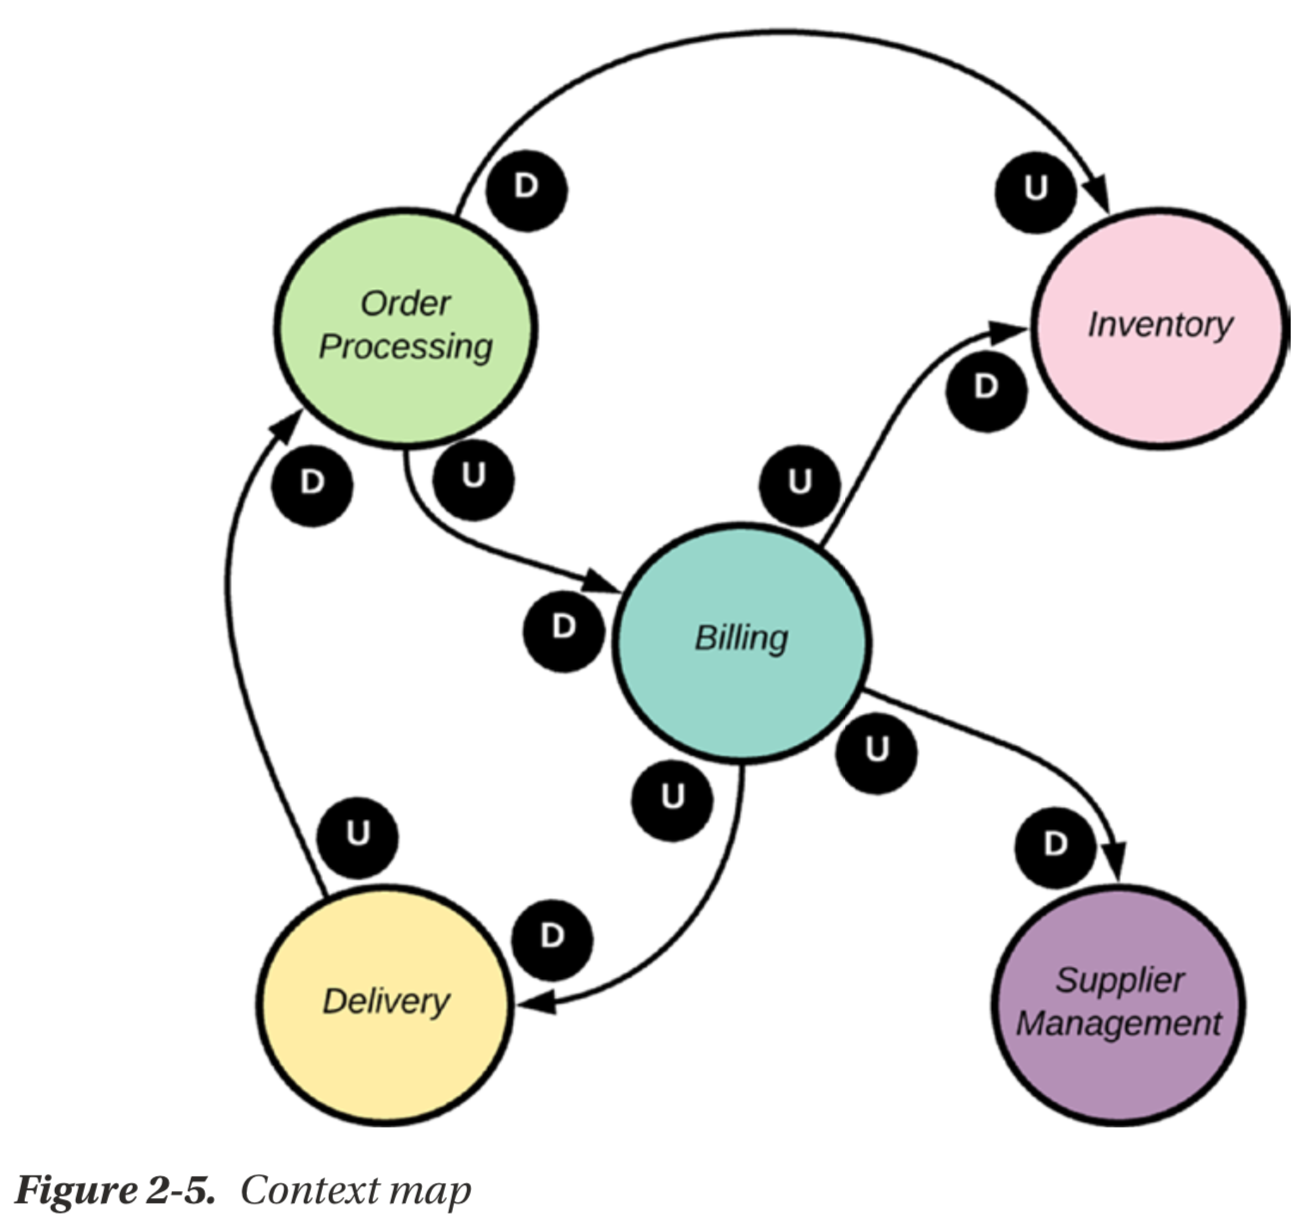 D
U
Order
Processing
Inventory
D
D
U
U
D
Billing
U
U
U
D
D
Delivery
Supplier
Management
Figure 2-5. Context map